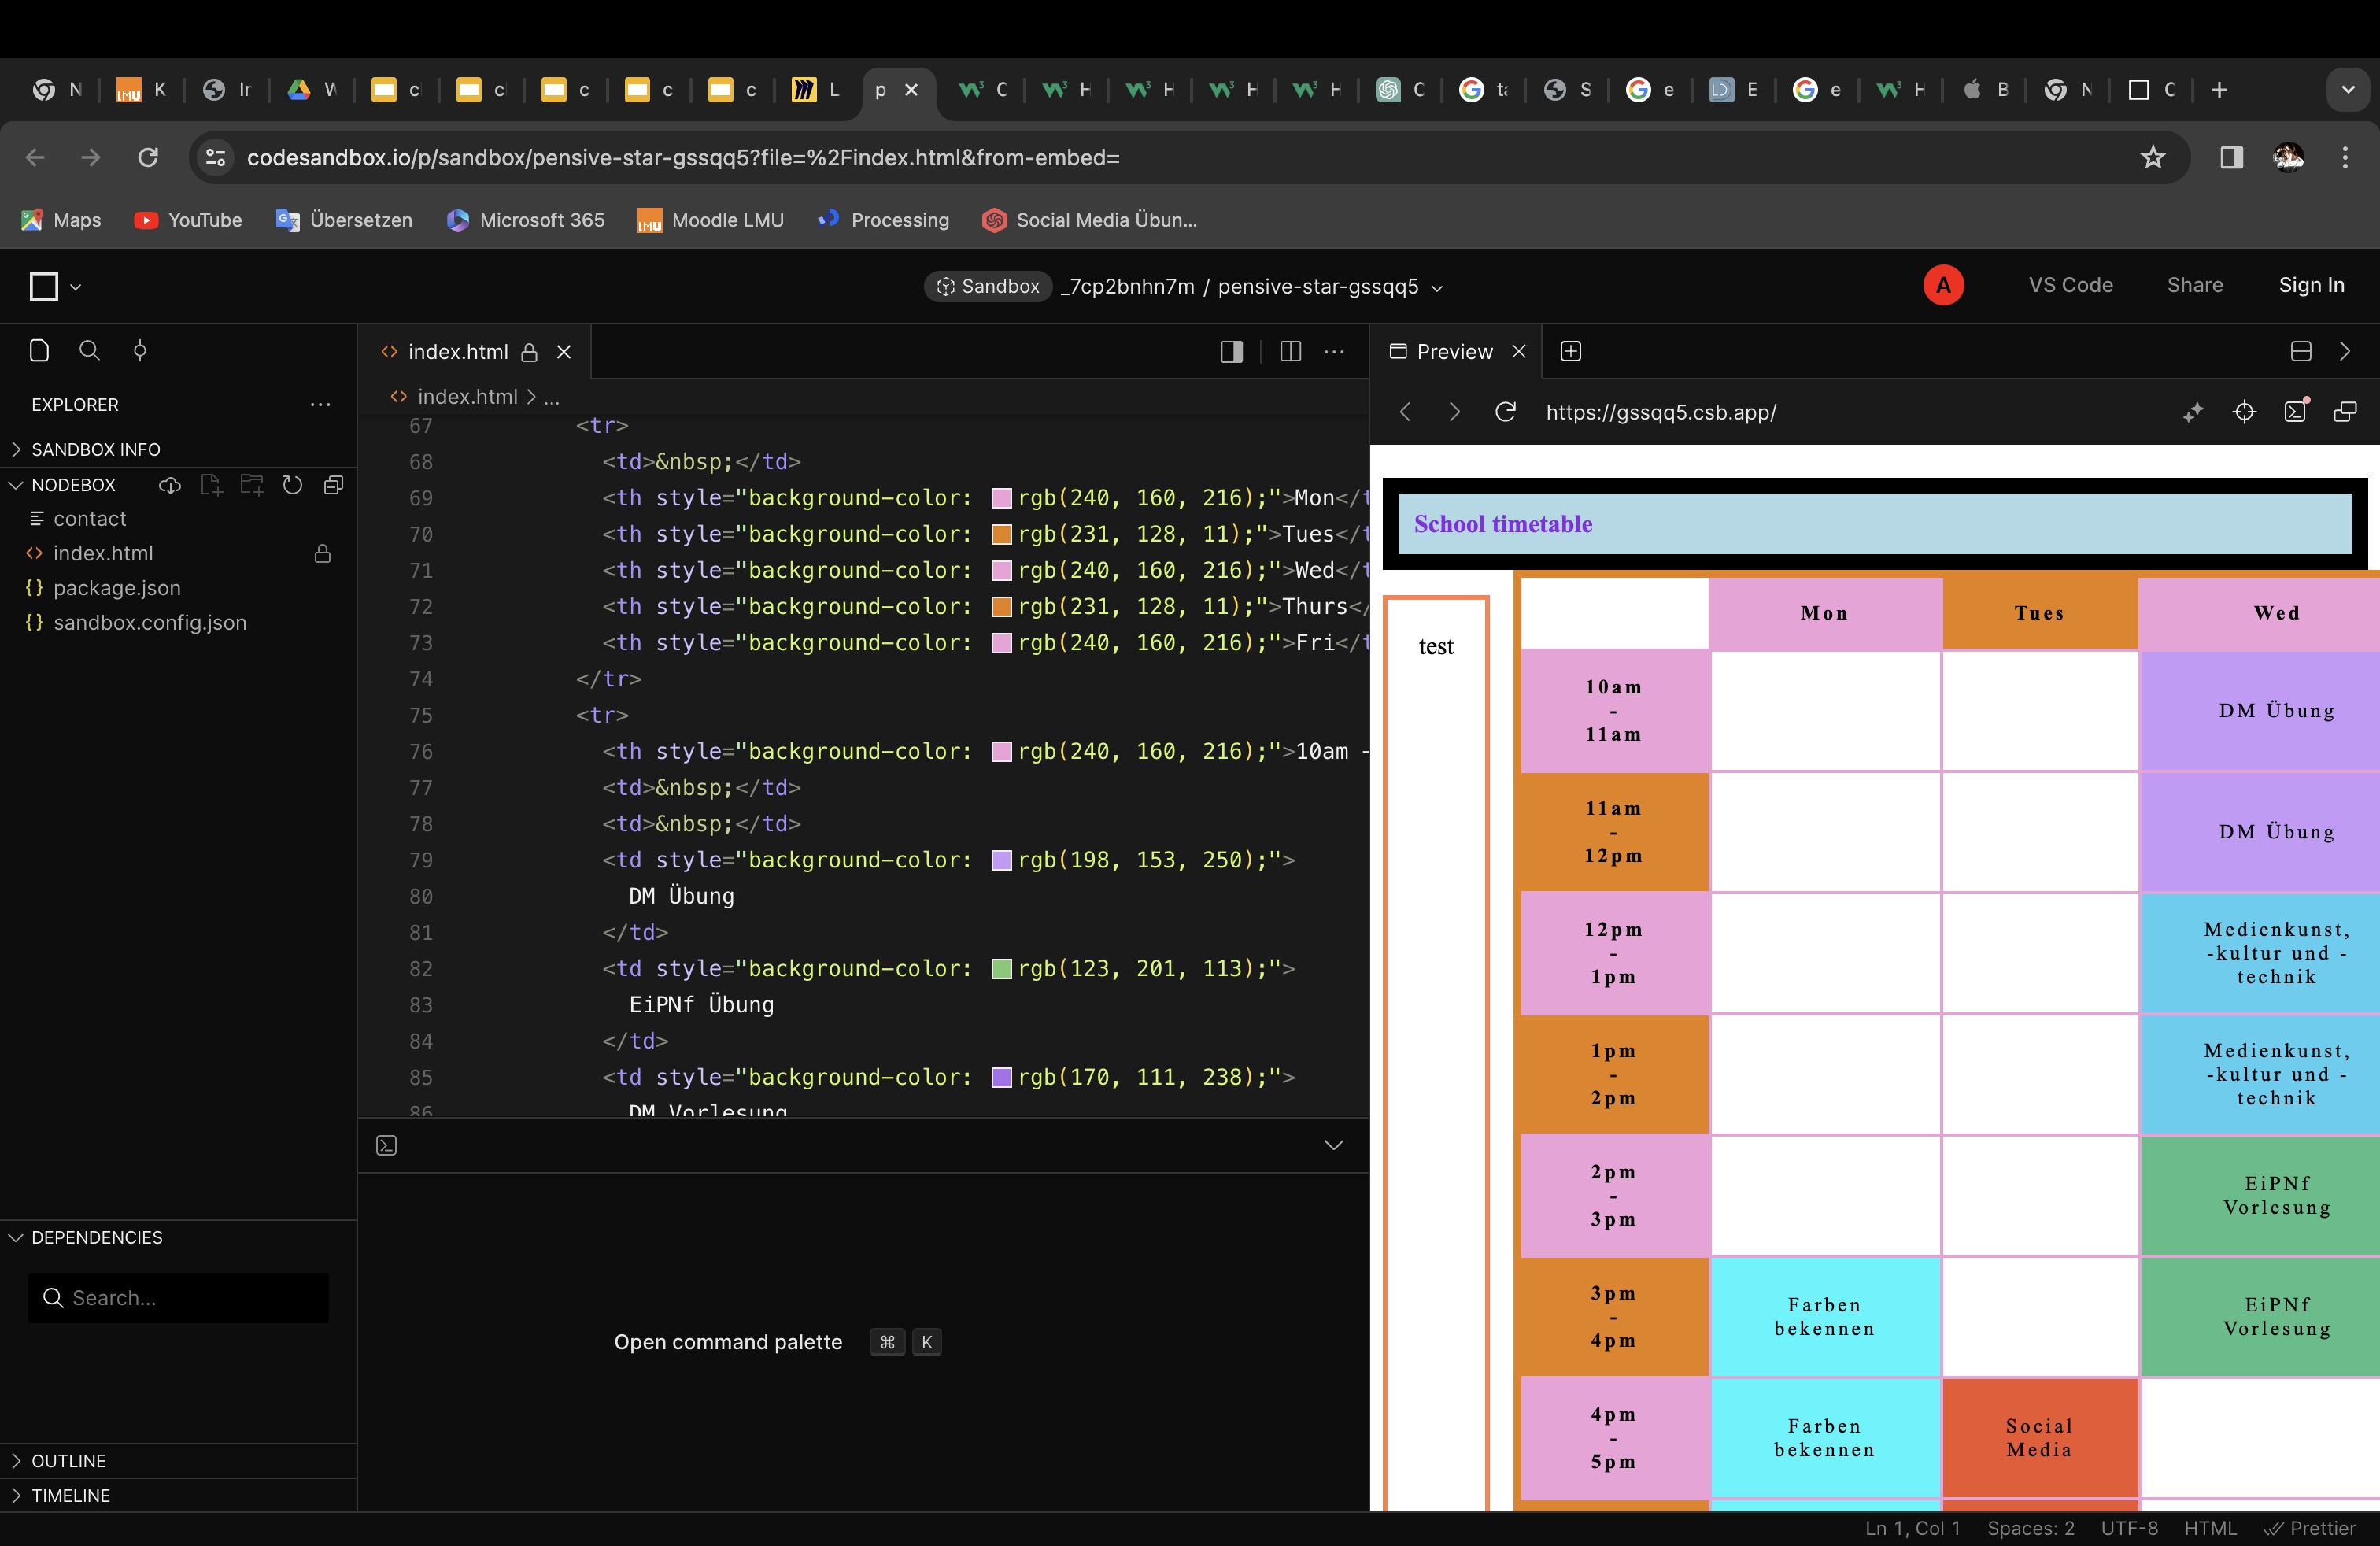 N
K
Ir
W
c
c
c
c
c
L
p
C
H
H
H
H
C
ta
S
e
E
e
H
B
N
C
codesandbox.io/p/sandbox/pensive-star-gssqq5?file=%2Findex.html&from-embed=
Maps YouTube Übersetzen Microsoft 365 Moodle LMU Processing Social Media Übun...
Sandbox _7cp2bnhn7m / pensive-star-gssqq5
A VS Code Share Sign In
EXPLORER
SANDBOX INFO
NODEBOX
contact
index.html
package.json
sandbox.config.json
DEPENDENCIES
Search...
OUTLINE
TIMELINE
index.html
index.html > ...
67 <tr>
68 <td>&nbsp;</td>
69 <th style="background-color: rgb(240, 160, 216);">Mon</t
70 <th style="background-color: rgb(231, 128, 11);">Tues</t
71 <th style="background-color: rgb(240, 160, 216);">Wed</t
72 <th style="background-color: rgb(231, 128, 11);">Thurs</
73 <th style="background-color: rgb(240, 160, 216);">Fri</t
74 </tr>
75 <tr>
76 <th style="background-color: rgb(240, 160, 216);">10am -
77 <td>&nbsp;</td>
78 <td>&nbsp;</td>
79 <td style="background-color: rgb(198, 153, 250);">
80 DM Übung
81 </td>
82 <td style="background-color: rgb(123, 201, 113);">
83 EiPNf Übung
84 </td>
85 <td style="background-color: rgb(170, 111, 238);">
86 DM Vorlesung
Open command palette ⌘ K
Preview
https://gssqq5.csb.app/
School timetable
test
Mon Tues Wed
10am
-
11am
DM Übung
11am
-
12pm
DM Übung
12pm
-
1pm
Medienkunst,
-kultur und -
technik
1pm
-
2pm
Medienkunst,
-kultur und -
technik
2pm
-
3pm
EiPNf
Vorlesung
3pm
-
4pm
Farben
bekennen
EiPNf
Vorlesung
4pm
-
5pm
Farben
bekennen
Social
Media
Ln 1, Col 1 Spaces: 2 UTF-8 HTML Prettier